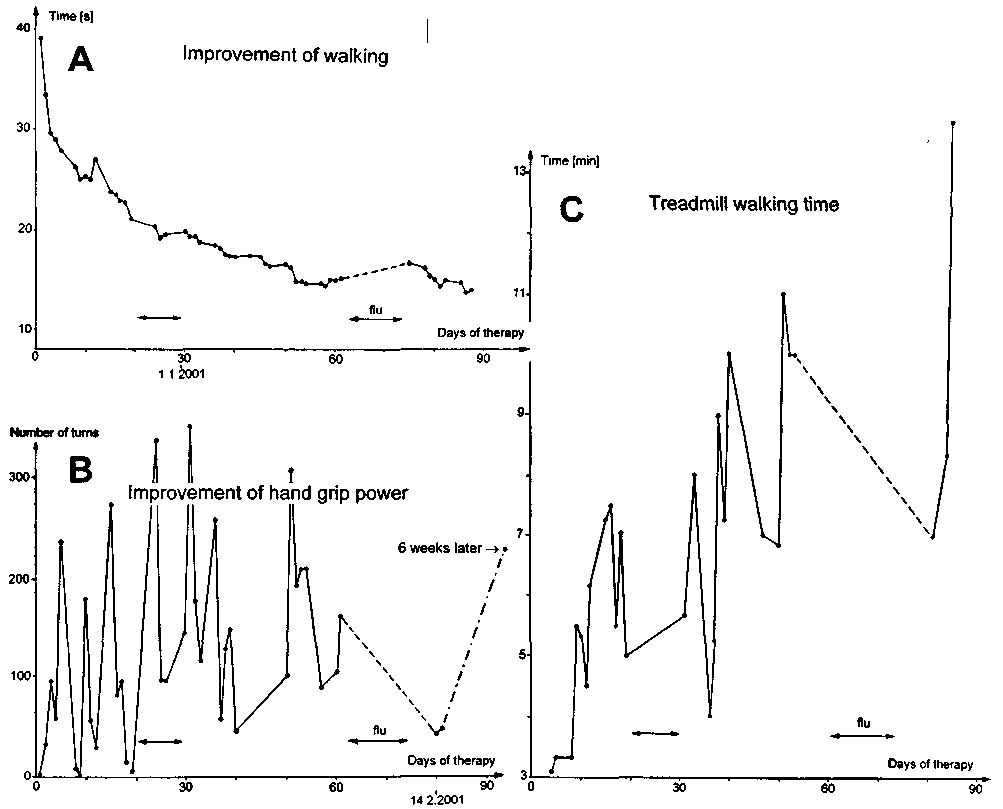 Time [s]
40
A
Improvement of walking
30
20
10
flu
Days of therapy
0
30
60
90
1 1 2001
Number of turns
B
300
Improvement of hand grip power
6 weeks later
200
100
flu
Days of therapy
0
0
30
60
90
14 2.2001
Time [min]
13
C
Treadmill walking time
11
9
7
5
flu
Days of therapy
3
0
30
60
90